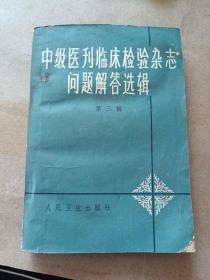 中级医刊临床检验杂志
问题解答选辑
第三辑
人民卫生出版社